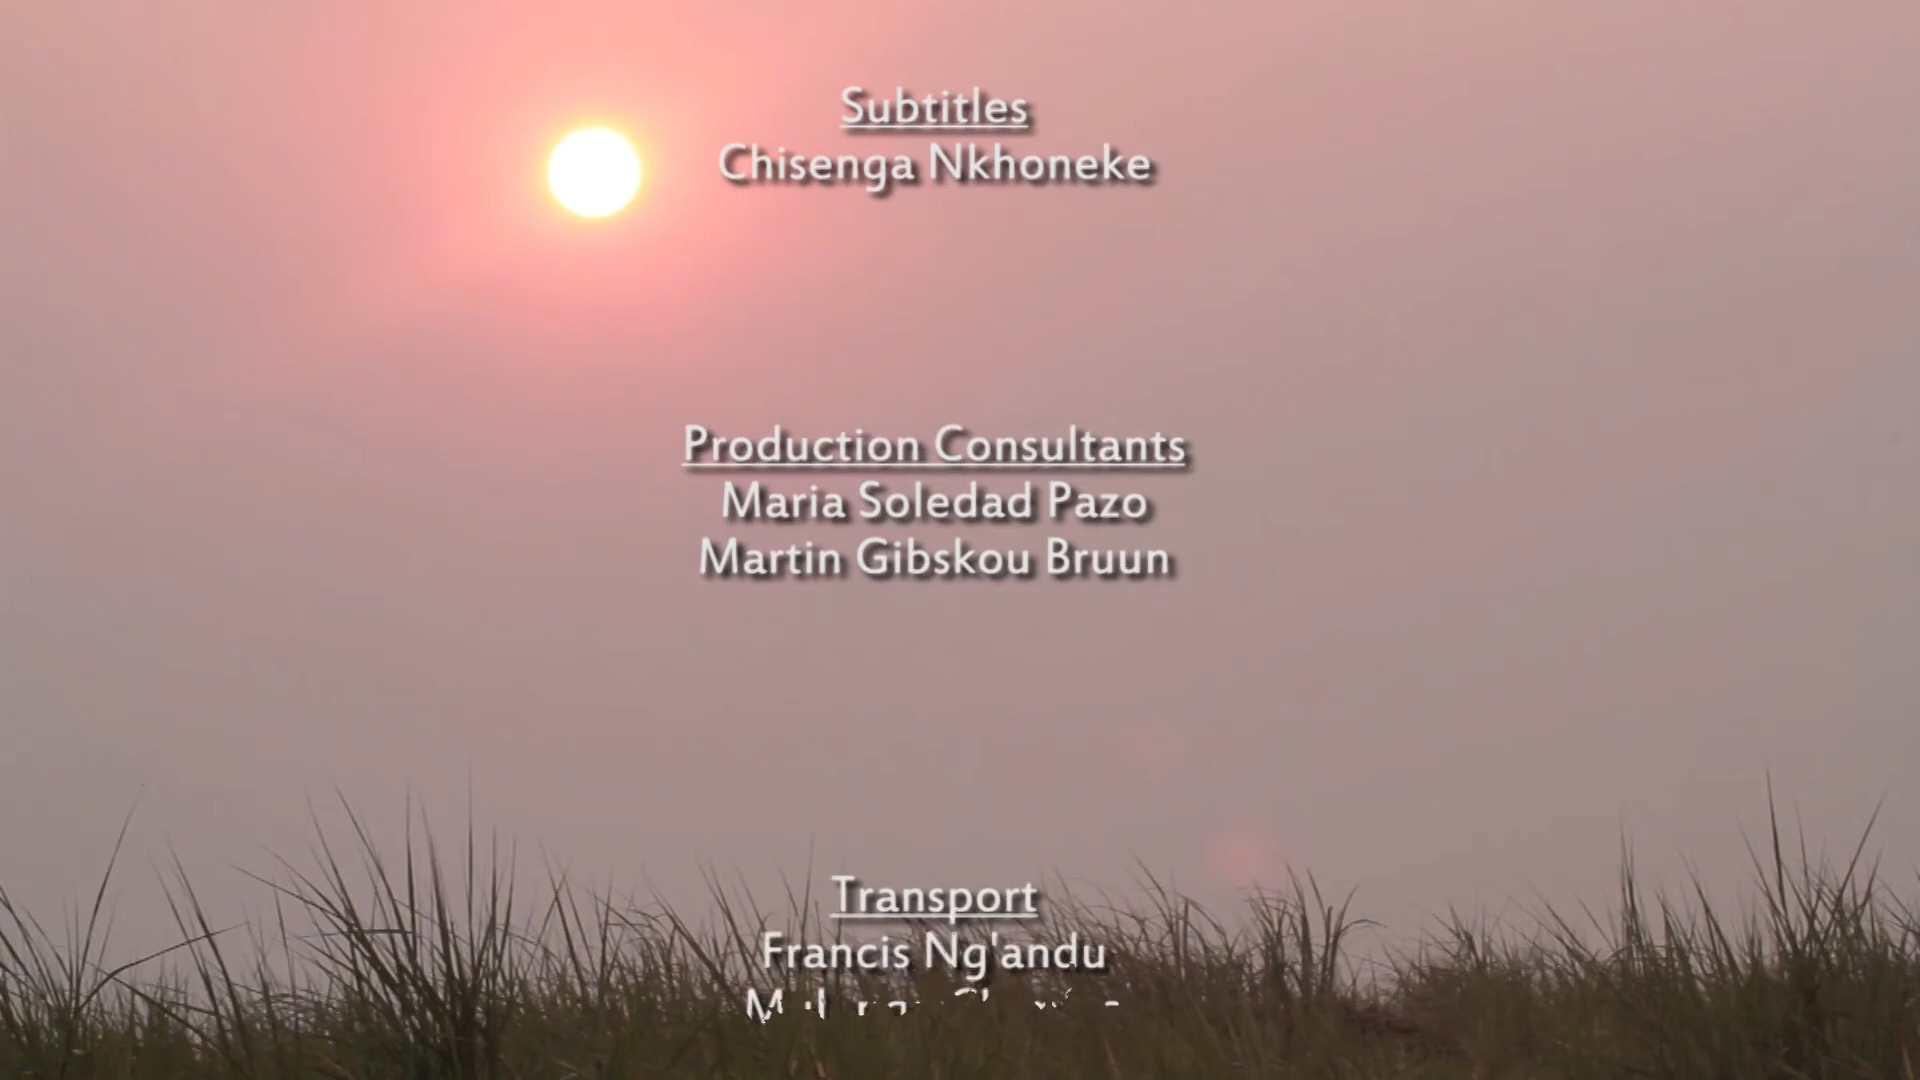 Subtitles
Chisenga Nkhoneke
Production Consultants
Maria Soledad Pazo
Martin Gibskou Bruun
Transport
Francis Ng'andu